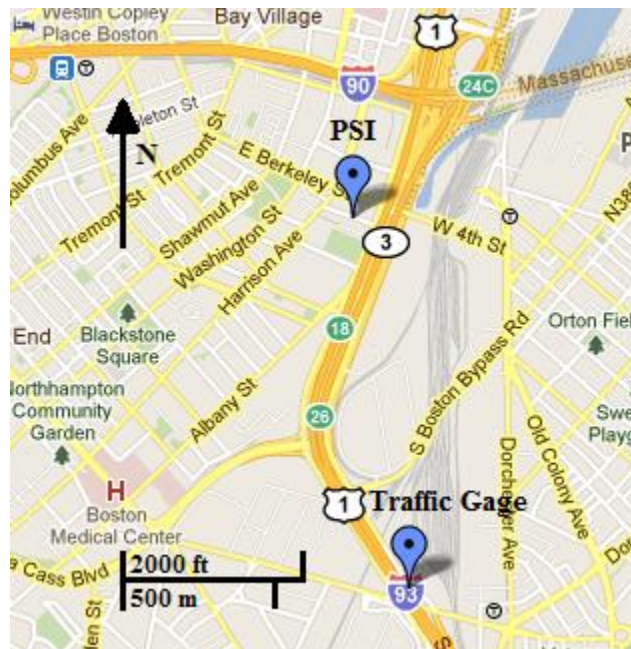 Westin Copley
Place Boston
Bay Village
1
90
24C
Massachuse
PSI
N
E Berkeley S
Tremont St
Columbus Ave
Shawmut Ave
Washington St
Harrison Ave
Tremont St
3
W 4th St
18
End
Blackstone
Square
Orton Fiel
S Boston Bypass Rd
Northhampton
Community
Garden
Albany St
26
Dorchester Ave
Old Colony Ave
Swe
Playg
H
Boston
Medical Center
1
Traffic Gage
2000 ft
500 m
a Cass Blvd
93
den St
Do